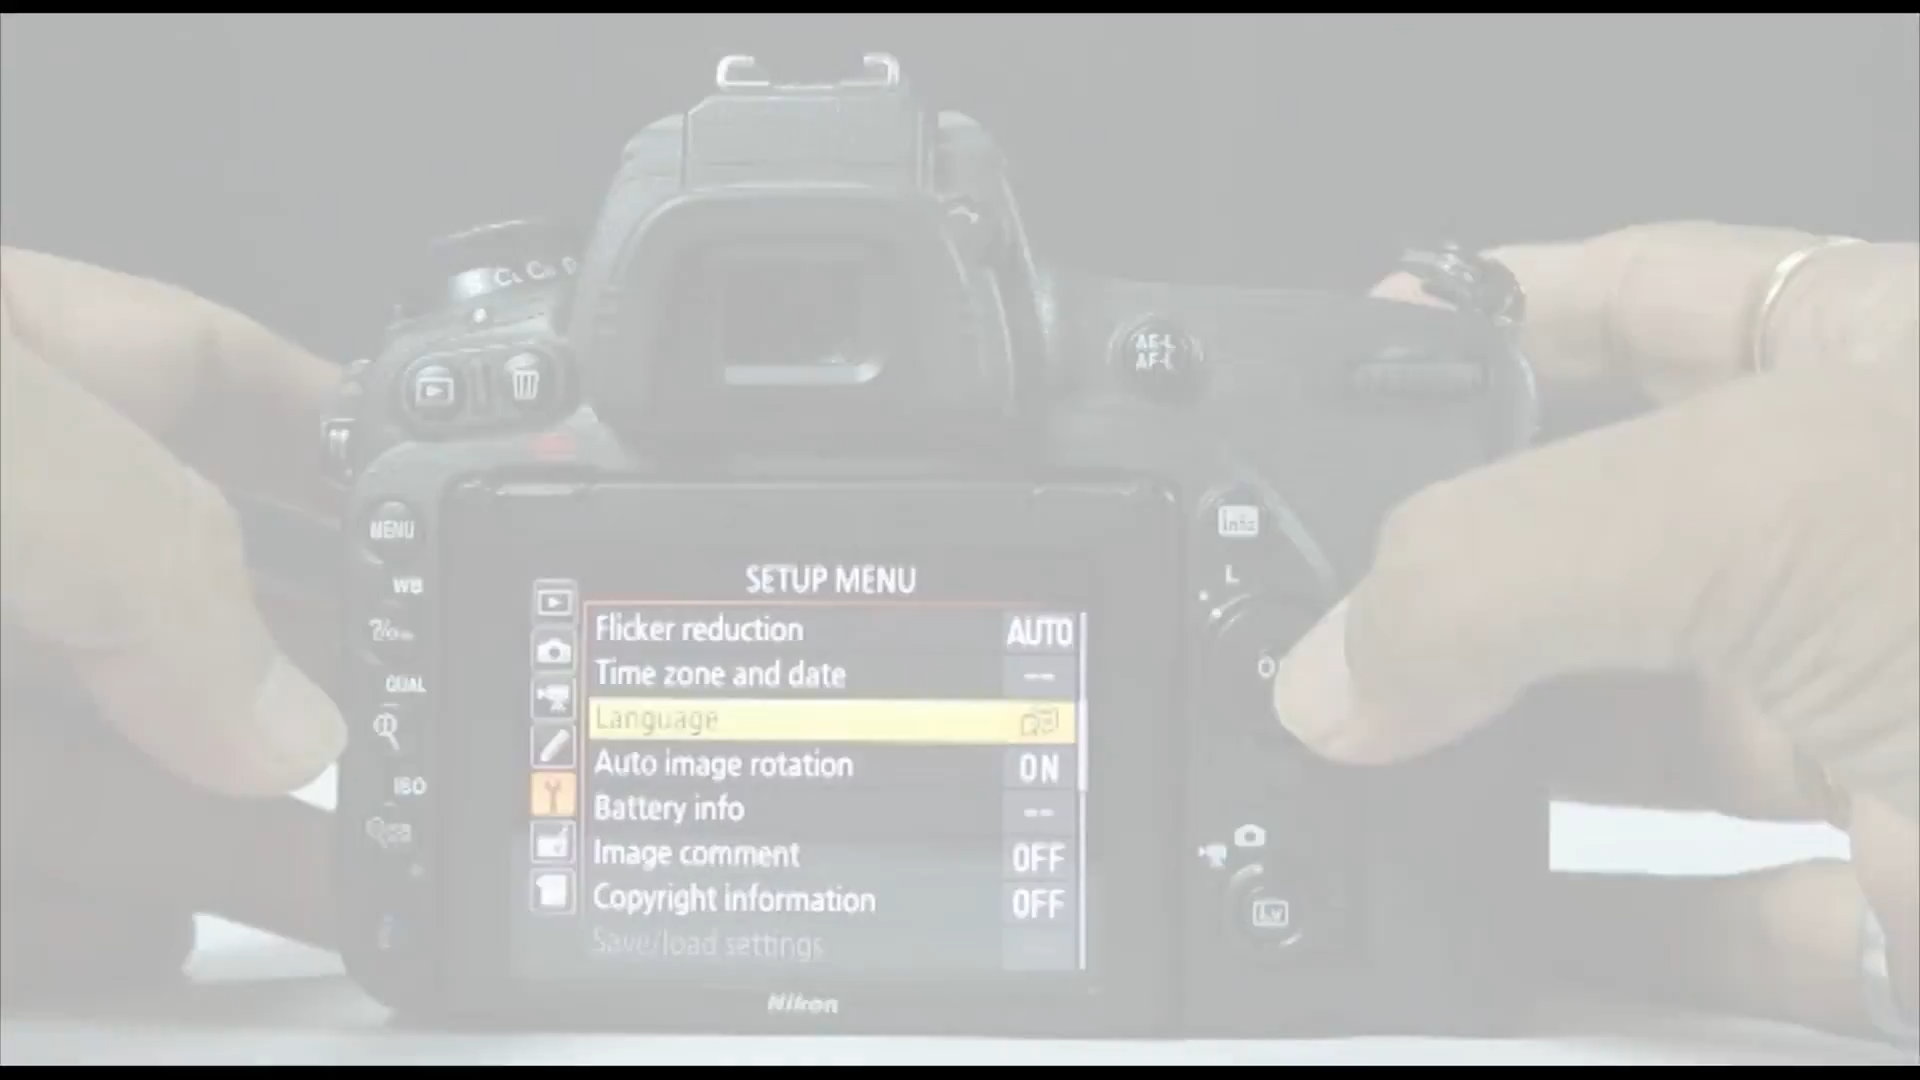 AE-L
AF-L
MENU
info
WB
L
SETUP MENU
Flicker reduction AUTO
Time zone and date --
Language
Auto image rotation ON
Battery info --
Image comment OFF
Copyright information OFF
Save/load settings
QUAL
ISO
Lv
Nikon